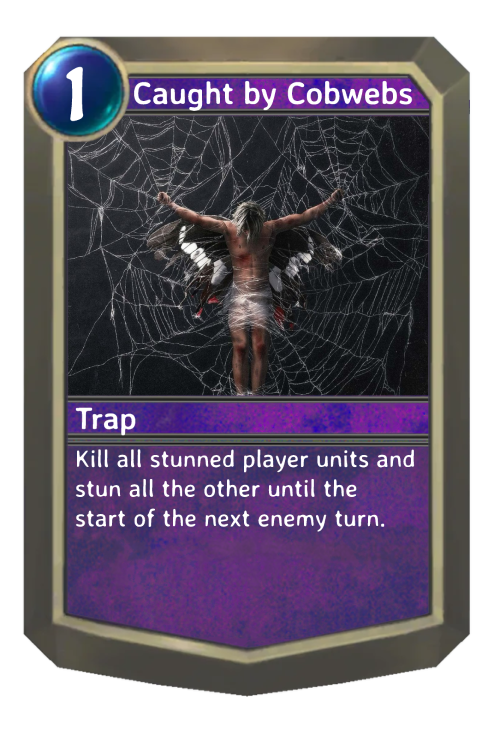 1
Caught by Cobwebs
Trap
Kill all stunned player units and
stun all the other until the
start of the next enemy turn.